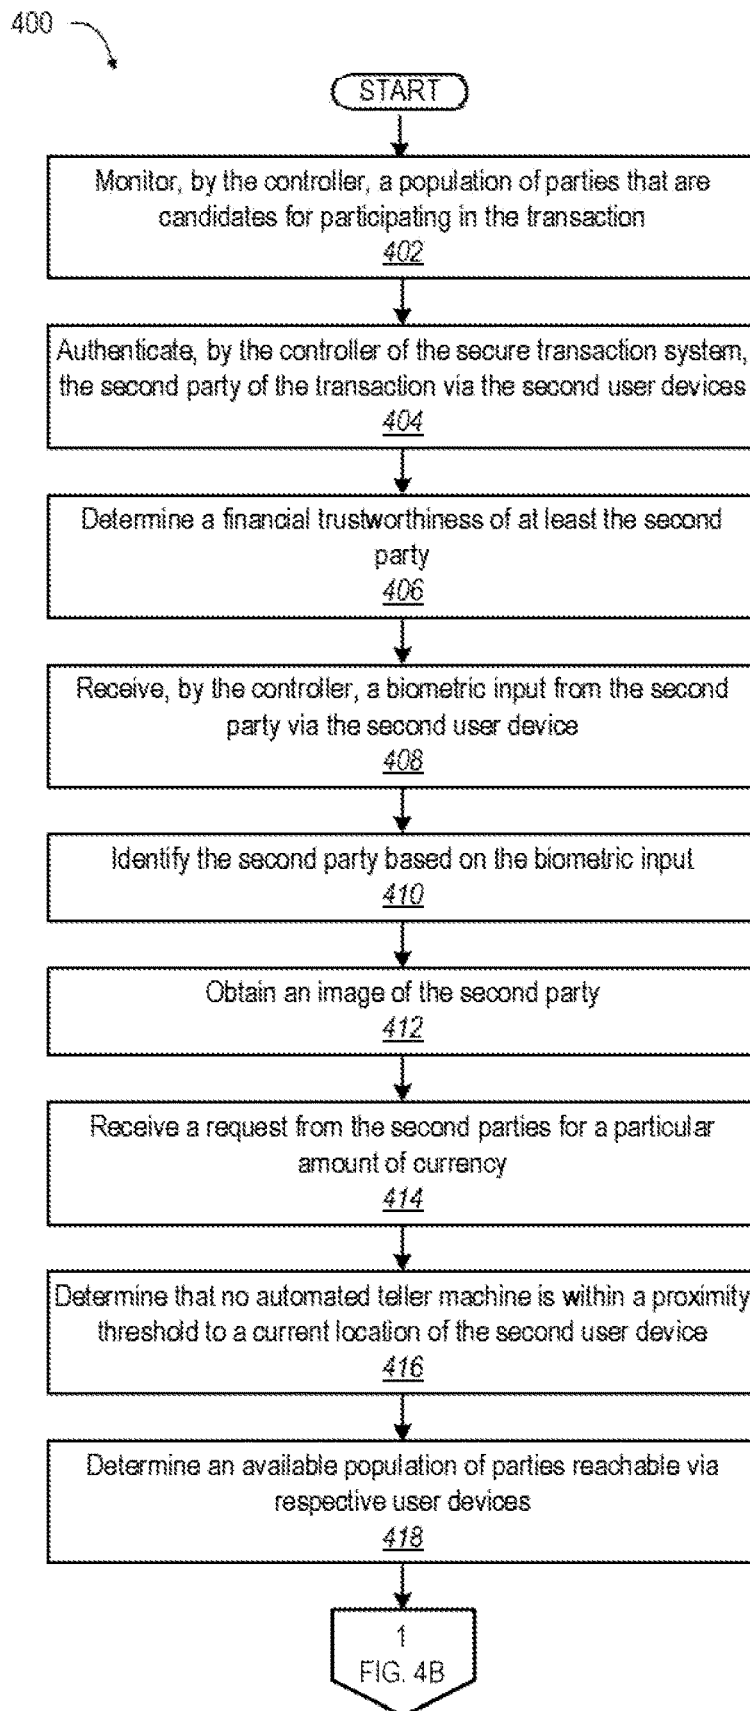 400
START
Monitor, by the controller, a population of parties that are
candidates for participating in the transaction
402
Authenticate, by the controller of the secure transaction system,
the second party of the transaction via the second user devices
404
Determine a financial trustworthiness of at least the second
party
406
Receive, by the controller, a biometric input from the second
party via the second user device
408
Identify the second party based on the biometric input
410
Obtain an image of the second party
412
Receive a request from the second parties for a particular
amount of currency
414
Determine that no automated teller machine is within a proximity
threshold to a current location of the second user device
416
Determine an available population of parties reachable via
respective user devices
418
1
FIG. 4B